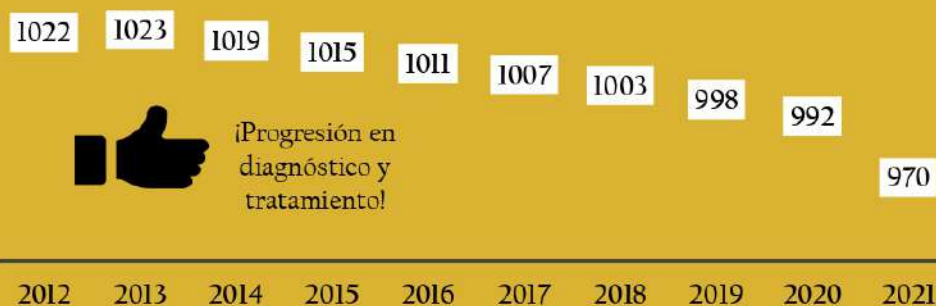 1022 1023 1019 1015 1011 1007 1003 998 992 970
¡Progresión en
diagnóstico y
tratamiento!
2012 2013 2014 2015 2016 2017 2018 2019 2020 2021